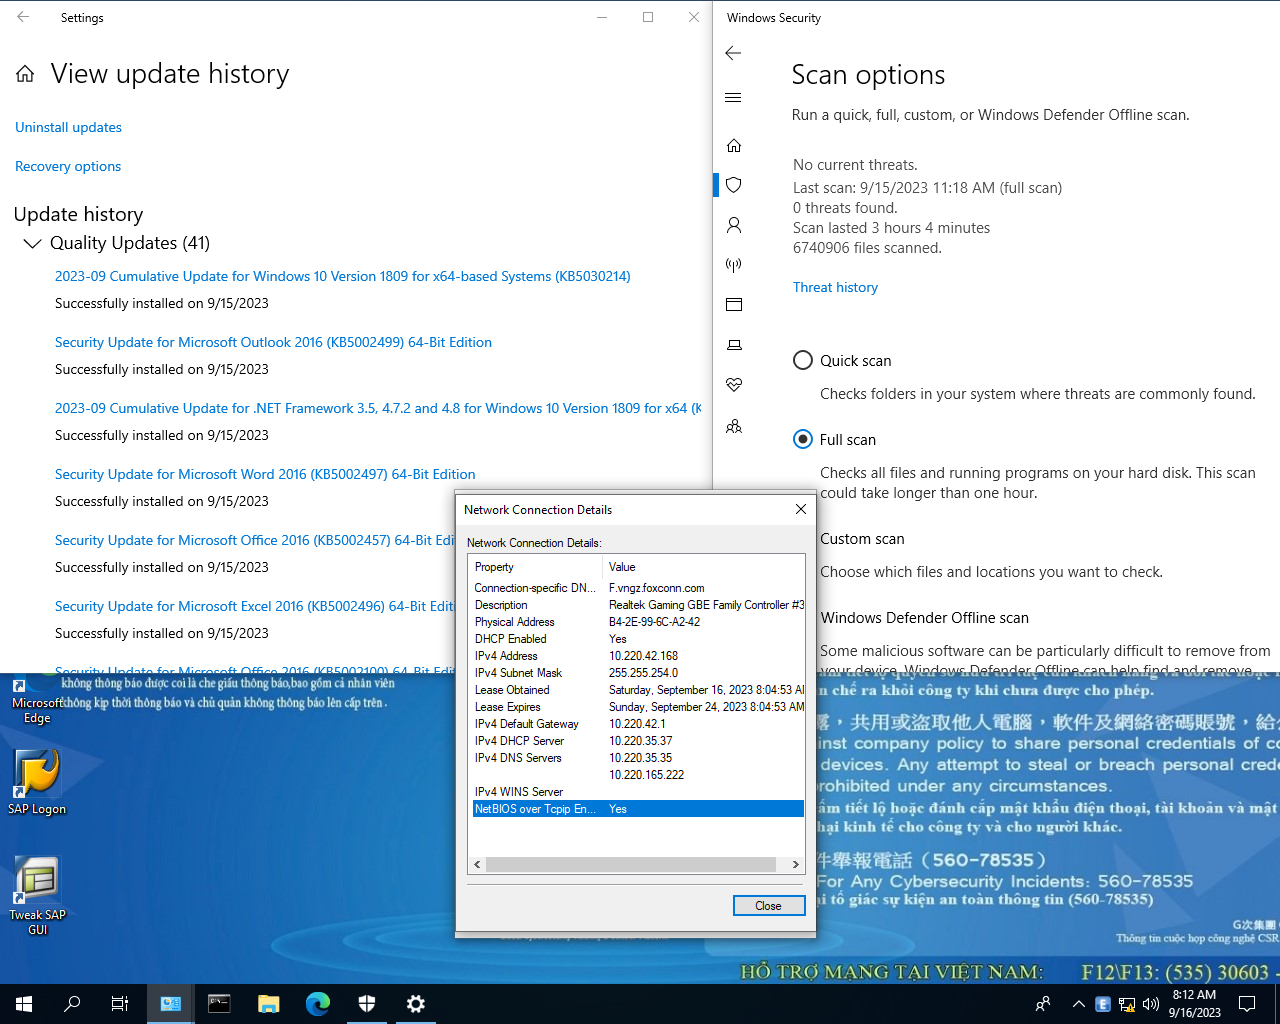 Settings
View update history
Uninstall updates
Recovery options
Update history
Quality Updates (41)
2023-09 Cumulative Update for Windows 10 Version 1809 for x64-based Systems (KB5030214)
Successfully installed on 9/15/2023
Security Update for Microsoft Outlook 2016 (KB5002499) 64-Bit Edition
Successfully installed on 9/15/2023
2023-09 Cumulative Update for .NET Framework 3.5, 4.7.2 and 4.8 for Windows 10 Version 1809 for x64 (K
Successfully installed on 9/15/2023
Security Update for Microsoft Word 2016 (KB5002497) 64-Bit Edition
Successfully installed on 9/15/2023
Security Update for Microsoft Office 2016 (KB5002457) 64-Bit Edi
Successfully installed on 9/15/2023
Security Update for Microsoft Excel 2016 (KB5002496) 64-Bit Editi
Successfully installed on 9/15/2023
Security Update for Microsoft Office 2016 (KB5002100) 64-Bit
Windows Security
Scan options
Run a quick, full, custom, or Windows Defender Offline scan.
No current threats.
Last scan: 9/15/2023 11:18 AM (full scan)
0 threats found.
Scan lasted 3 hours 4 minutes
6740906 files scanned.
Threat history
Quick scan
Checks folders in your system where threats are commonly found.
Full scan
Checks all files and running programs on your hard disk. This scan
could take longer than one hour.
Custom scan
Choose which files and locations you want to check.
Windows Defender Offline scan
Some malicious software can be particularly difficult to remove from
your device. Windows Defender Offline can help find and remove
Network Connection Details
Network Connection Details:
Property Value
Connection-specific DN... F.vngz.foxconn.com
Description Realtek Gaming GBE Family Controller #3
Physical Address B4-2E-99-6C-A2-42
DHCP Enabled Yes
IPv4 Address 10.220.42.168
IPv4 Subnet Mask 255.255.254.0
Lease Obtained Saturday, September 16, 2023 8:04:53 AM
Lease Expires Sunday, September 24, 2023 8:04:53 AM
IPv4 Default Gateway 10.220.42.1
IPv4 DHCP Server 10.220.35.37
IPv4 DNS Servers 10.220.35.35
10.220.165.222
IPv4 WINS Server
NetBIOS over Tcpip En... Yes
Close
không thông báo được coi là che giấu thông báo,bao gồm cả nhân viên
không kịp thời thông báo và chủ quản không thông báo lên cấp trên .
Microsoft
Edge
SAP Logon
Tweak SAP
GUI
n chế ra khỏi công ty khi chưa được cho phép.
，共用或盜取他人電腦，軟件及網絡密碼賬號，給
inst company policy to share personal credentials of co
devices. Any attempt to steal or breach personal crede
rohibited under any circumstances.
ấm tiết lộ hoặc đánh cắp mật khẩu điện thoại, tài khoản và mật
hại kinh tế cho công ty và cho người khác.
件舉報電話（560-78535）
For Any Cybersecurity Incidents: 560-78535
i tố giác sự kiện an toàn thông tin (560-78535)
G次集團
Thông tin cuộc họp công nghệ CSR
HỖ TRỢ MẠNG TẠI VIỆT NAM: F12\F13: (535) 30603 -
8:12 AM
9/16/2023